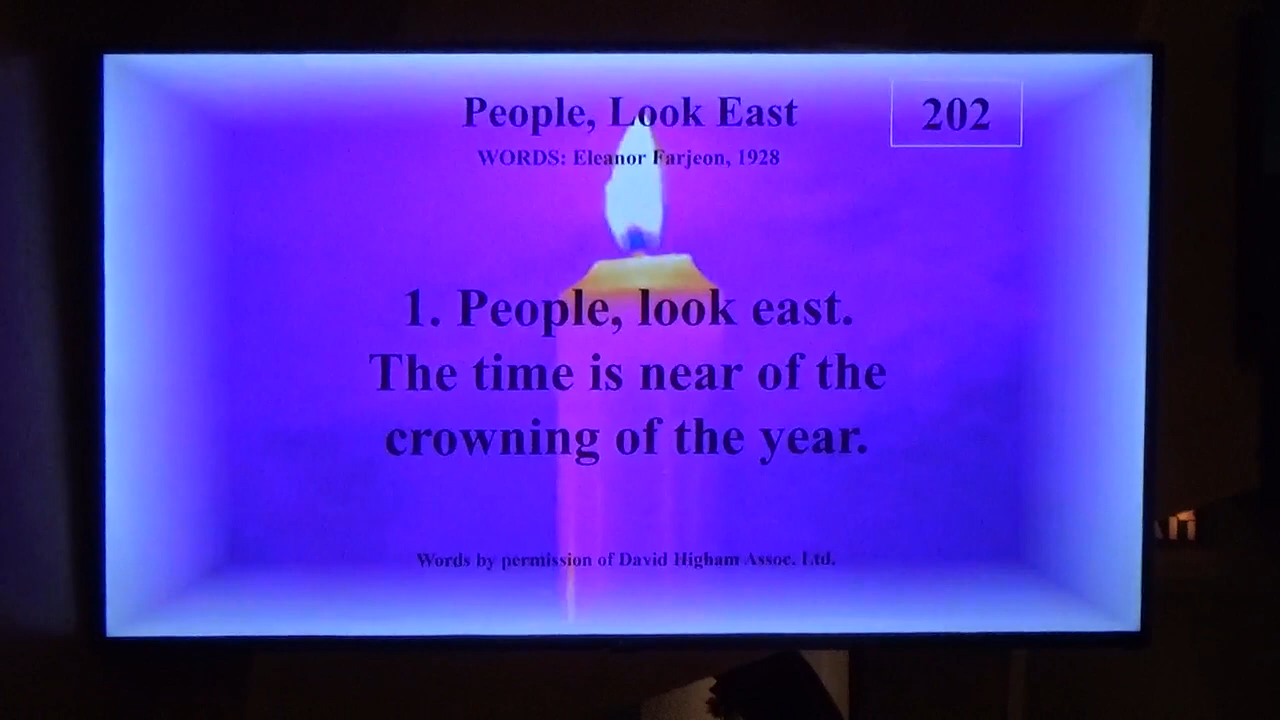 People, Look East
202
WORDS: Eleanor Farjeon, 1928
1. People, look east.
The time is near of the
crowning of the year.
Words by permission of David Higham Assoc. Ltd.